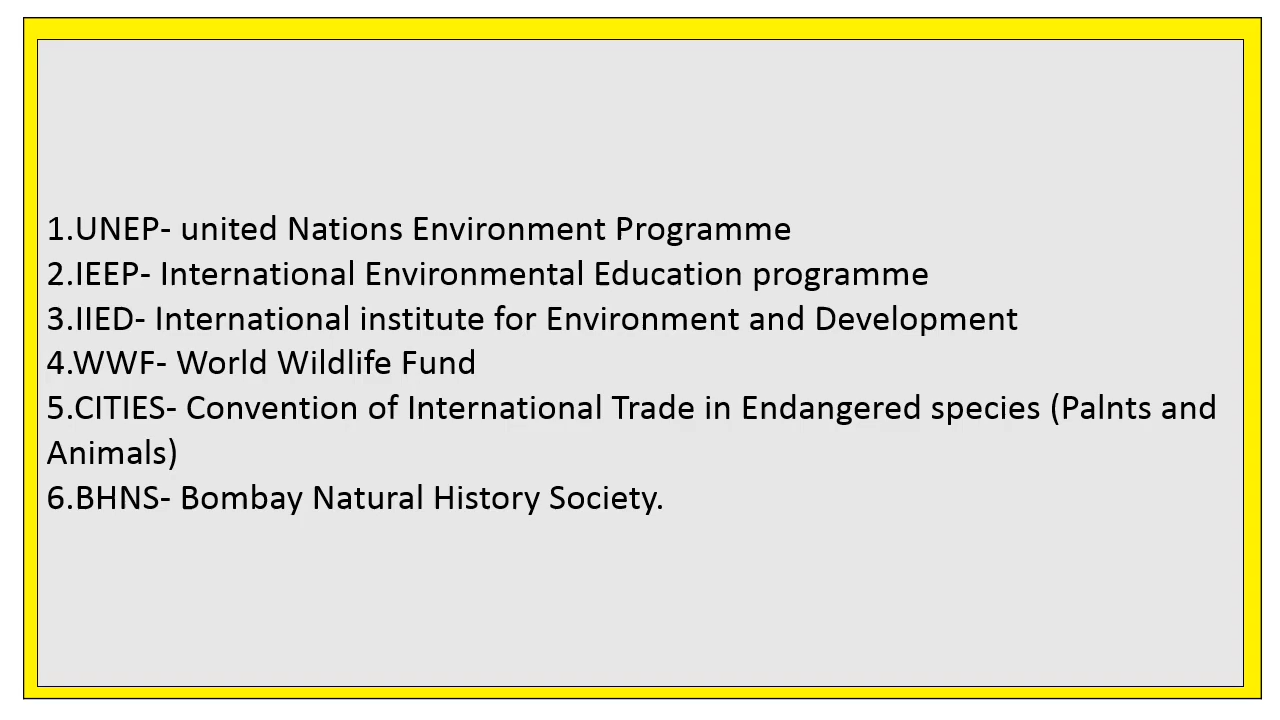 1.UNEP- united Nations Environment Programme
2.IEEP- International Environmental Education programme
3.IIED- International institute for Environment and Development
4.WWF- World Wildlife Fund
5.CITIES- Convention of International Trade in Endangered species (Palnts and
Animals)
6.BHNS- Bombay Natural History Society.